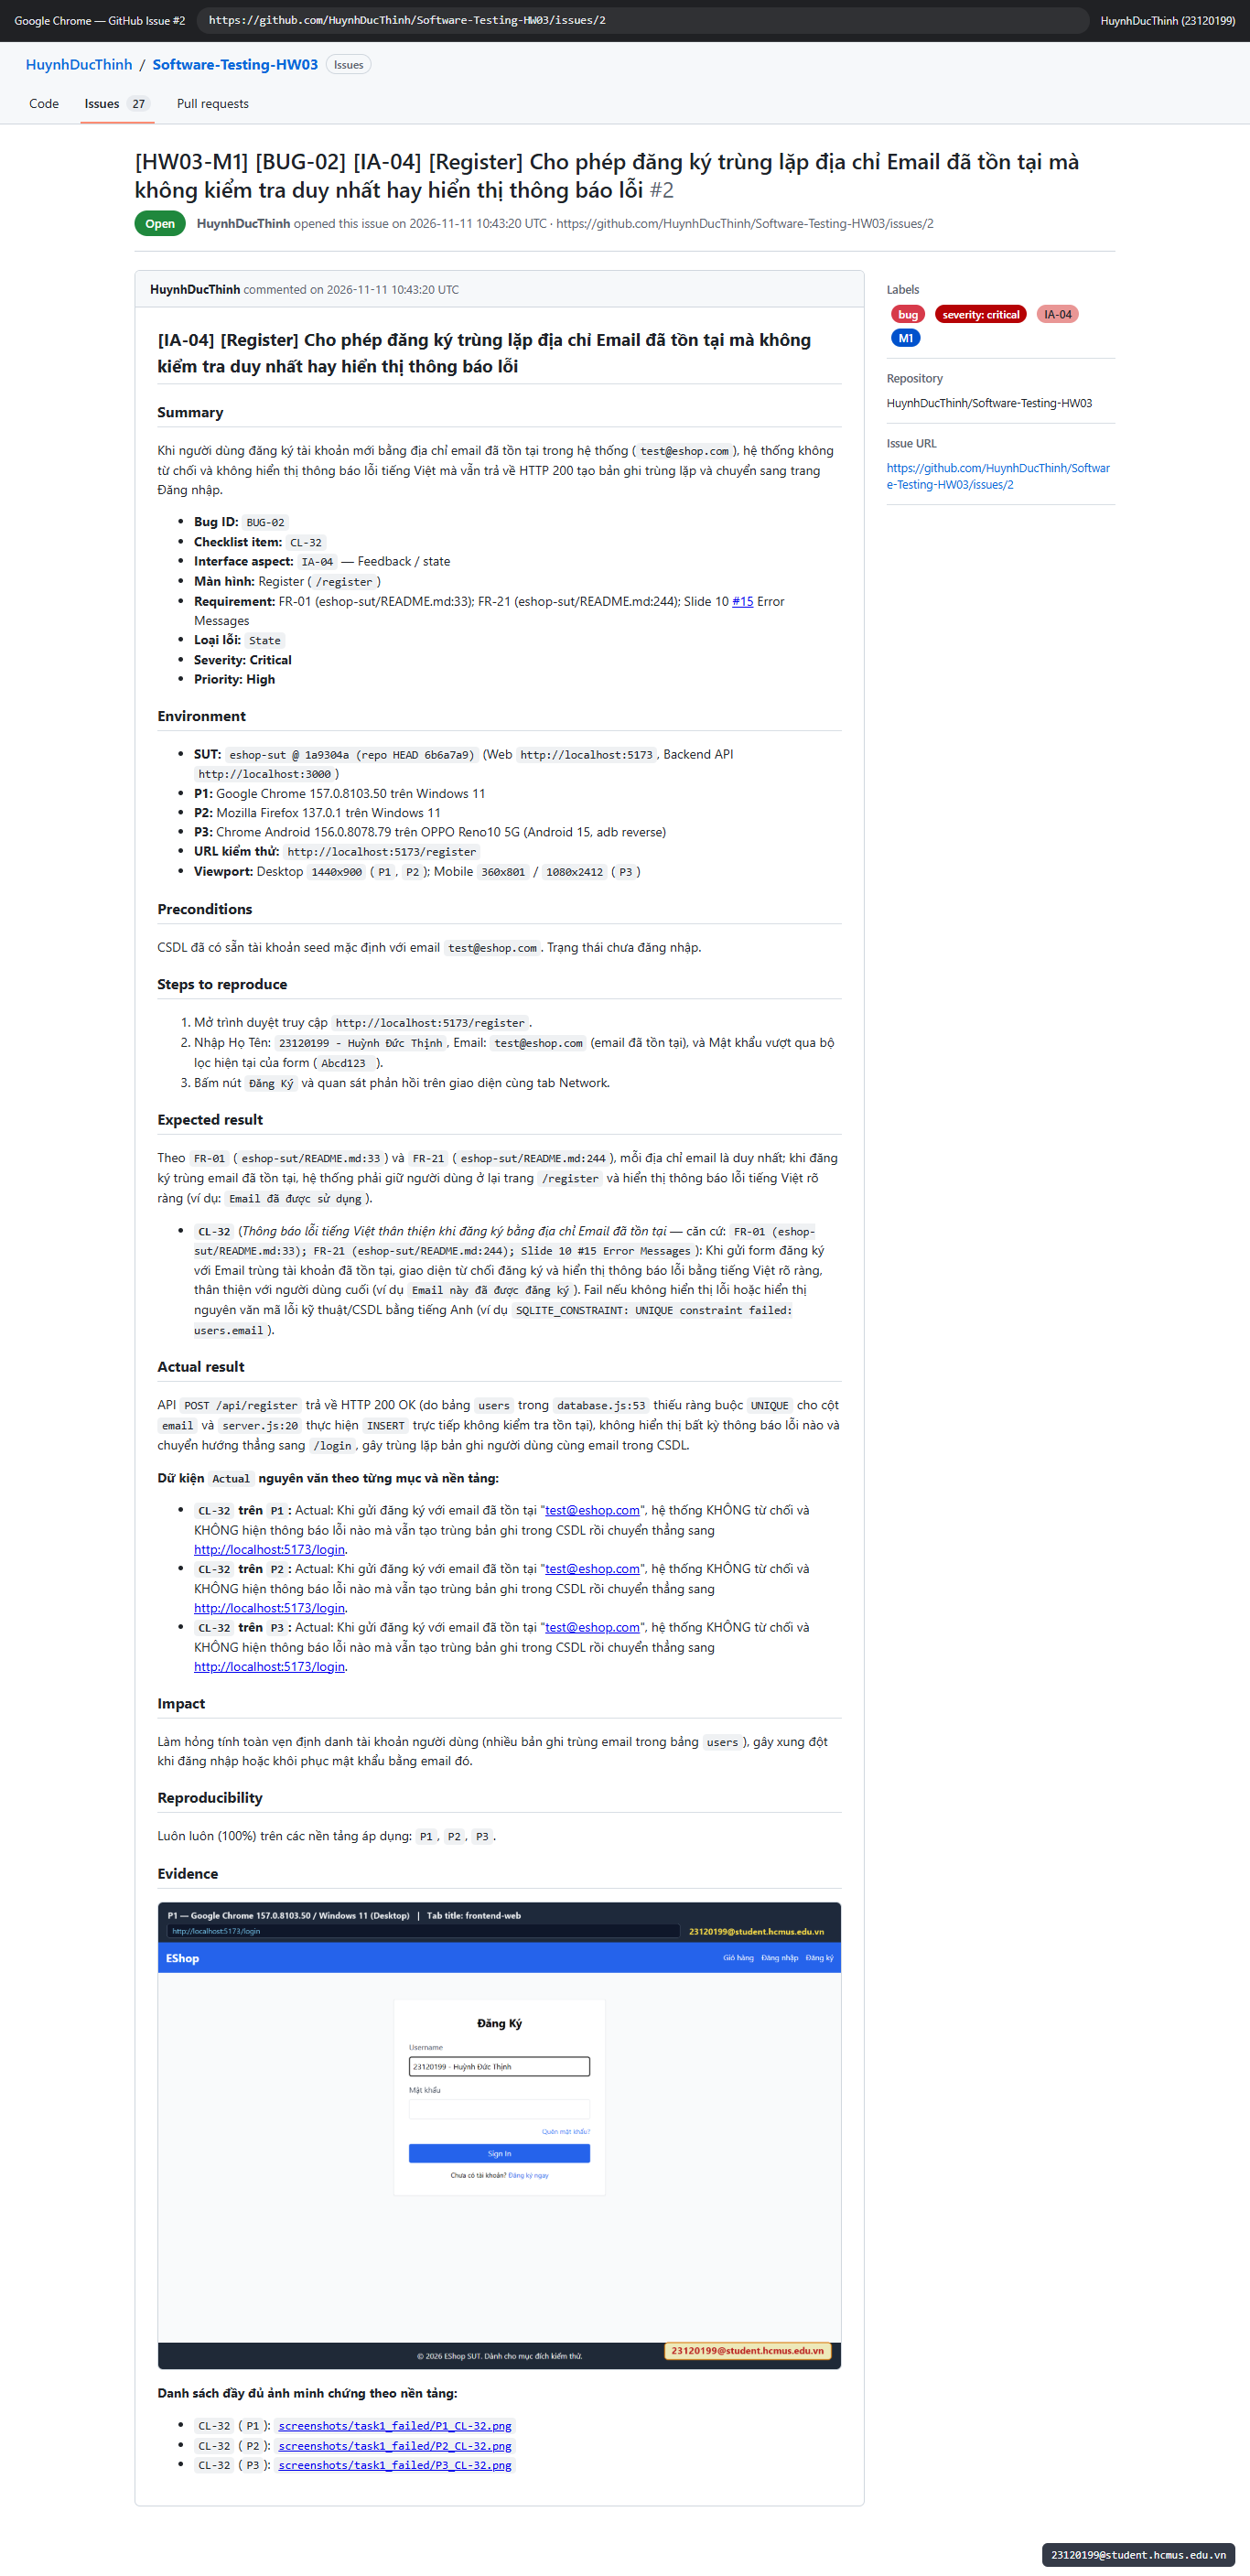 Google Chrome — GitHub Issue #2
https://github.com/HuynhDucThinh/Software-Testing-HW03/issues/2
HuynhDucThinh (23120199)
HuynhDucThinh / Software-Testing-HW03 Issues
Code Issues 27 Pull requests
[HW03-M1] [BUG-02] [IA-04] [Register] Cho phép đăng ký trùng lặp địa chỉ Email đã tồn tại mà
không kiểm tra duy nhất hay hiển thị thông báo lỗi #2
Open HuynhDucThinh opened this issue on 2026-11-11 10:43:20 UTC · https://github.com/HuynhDucThinh/Software-Testing-HW03/issues/2
HuynhDucThinh commented on 2026-11-11 10:43:20 UTC
[IA-04] [Register] Cho phép đăng ký trùng lặp địa chỉ Email đã tồn tại mà không
kiểm tra duy nhất hay hiển thị thông báo lỗi
Summary
Khi người dùng đăng ký tài khoản mới bằng địa chỉ email đã tồn tại trong hệ thống ( test@eshop.com ), hệ thống không
từ chối và không hiển thị thông báo lỗi tiếng Việt mà vẫn trả về HTTP 200 tạo bản ghi trùng lặp và chuyển sang trang
Đăng nhập.
• Bug ID: BUG-02
• Checklist item: CL-32
• Interface aspect: IA-04 — Feedback / state
• Màn hình: Register ( /register )
• Requirement: FR-01 (eshop-sut/README.md:33); FR-21 (eshop-sut/README.md:244); Slide 10 #15 Error
Messages
• Loại lỗi: State
• Severity: Critical
• Priority: High
Environment
• SUT: eshop-sut @ 1a9304a (repo HEAD 6b6a7a9) (Web http://localhost:5173 , Backend API
http://localhost:3000 )
• P1: Google Chrome 157.0.8103.50 trên Windows 11
• P2: Mozilla Firefox 137.0.1 trên Windows 11
• P3: Chrome Android 156.0.8078.79 trên OPPO Reno10 5G (Android 15, adb reverse)
• URL kiểm thử: http://localhost:5173/register
• Viewport: Desktop 1440x900 ( P1 , P2 ); Mobile 360x801 / 1080x2412 ( P3 )
Preconditions
CSDL đã có sẵn tài khoản seed mặc định với email test@eshop.com . Trạng thái chưa đăng nhập.
Steps to reproduce
1. Mở trình duyệt truy cập http://localhost:5173/register .
2. Nhập Họ Tên: 23120199 - Huỳnh Đức Thịnh , Email: test@eshop.com (email đã tồn tại), và Mật khẩu vượt qua bộ
lọc hiện tại của form ( Abcd123 ).
3. Bấm nút Đăng Ký và quan sát phản hồi trên giao diện cùng tab Network.
Expected result
Theo FR-01 ( eshop-sut/README.md:33 ) và FR-21 ( eshop-sut/README.md:244 ), mỗi địa chỉ email là duy nhất; khi đăng
ký trùng email đã tồn tại, hệ thống phải giữ người dùng ở lại trang /register và hiển thị thông báo lỗi tiếng Việt rõ
ràng (ví dụ: Email đã được sử dụng ).
• CL-32 (Thông báo lỗi tiếng Việt thân thiện khi đăng ký bằng địa chỉ Email đã tồn tại — căn cứ: FR-01 (eshop-
sut/README.md:33); FR-21 (eshop-sut/README.md:244); Slide 10 #15 Error Messages ): Khi gửi form đăng ký
với Email trùng tài khoản đã tồn tại, giao diện từ chối đăng ký và hiển thị thông báo lỗi bằng tiếng Việt rõ ràng,
thân thiện với người dùng cuối (ví dụ Email này đã được đăng ký ). Fail nếu không hiển thị lỗi hoặc hiển thị
nguyên văn mã lỗi kỹ thuật/CSDL bằng tiếng Anh (ví dụ SQLITE_CONSTRAINT: UNIQUE constraint failed:
users.email ).
Actual result
API POST /api/register trả về HTTP 200 OK (do bảng users trong database.js:53 thiếu ràng buộc UNIQUE cho cột
email và server.js:20 thực hiện INSERT trực tiếp không kiểm tra tồn tại), không hiển thị bất kỳ thông báo lỗi nào và
chuyển hướng thẳng sang /login , gây trùng lặp bản ghi người dùng cùng email trong CSDL.
Dữ kiện Actual nguyên văn theo từng mục và nền tảng:
• CL-32 trên P1 : Actual: Khi gửi đăng ký với email đã tồn tại "test@eshop.com", hệ thống KHÔNG từ chối và
KHÔNG hiện thông báo lỗi nào mà vẫn tạo trùng bản ghi trong CSDL rồi chuyển thẳng sang
http://localhost:5173/login.
• CL-32 trên P2 : Actual: Khi gửi đăng ký với email đã tồn tại "test@eshop.com", hệ thống KHÔNG từ chối và
KHÔNG hiện thông báo lỗi nào mà vẫn tạo trùng bản ghi trong CSDL rồi chuyển thẳng sang
http://localhost:5173/login.
• CL-32 trên P3 : Actual: Khi gửi đăng ký với email đã tồn tại "test@eshop.com", hệ thống KHÔNG từ chối và
KHÔNG hiện thông báo lỗi nào mà vẫn tạo trùng bản ghi trong CSDL rồi chuyển thẳng sang
http://localhost:5173/login.
Impact
Làm hỏng tính toàn vẹn định danh tài khoản người dùng (nhiều bản ghi trùng email trong bảng users ), gây xung đột
khi đăng nhập hoặc khôi phục mật khẩu bằng email đó.
Reproducibility
Luôn luôn (100%) trên các nền tảng áp dụng: P1 , P2 , P3 .
Evidence
P1 — Google Chrome 157.0.8103.50 / Windows 11 (Desktop) | Tab title: frontend-web
http://localhost:5173/login
23120199@student.hcmus.edu.vn
EShop
Giỏ hàng Đăng nhập Đăng ký
Đăng Ký
Username
23120199 - Huỳnh Đức Thịnh
Mật khẩu
Quên mật khẩu?
Sign In
Chưa có tài khoản? Đăng ký ngay
© 2026 EShop SUT. Dành cho mục đích kiểm thử.
23120199@student.hcmus.edu.vn
Danh sách đầy đủ ảnh minh chứng theo nền tảng:
• CL-32 ( P1 ): screenshots/task1_failed/P1_CL-32.png
• CL-32 ( P2 ): screenshots/task1_failed/P2_CL-32.png
• CL-32 ( P3 ): screenshots/task1_failed/P3_CL-32.png
Labels
bug severity: critical IA-04
M1
Repository
HuynhDucThinh/Software-Testing-HW03
Issue URL
https://github.com/HuynhDucThinh/Softwar
e-Testing-HW03/issues/2
23120199@student.hcmus.edu.vn